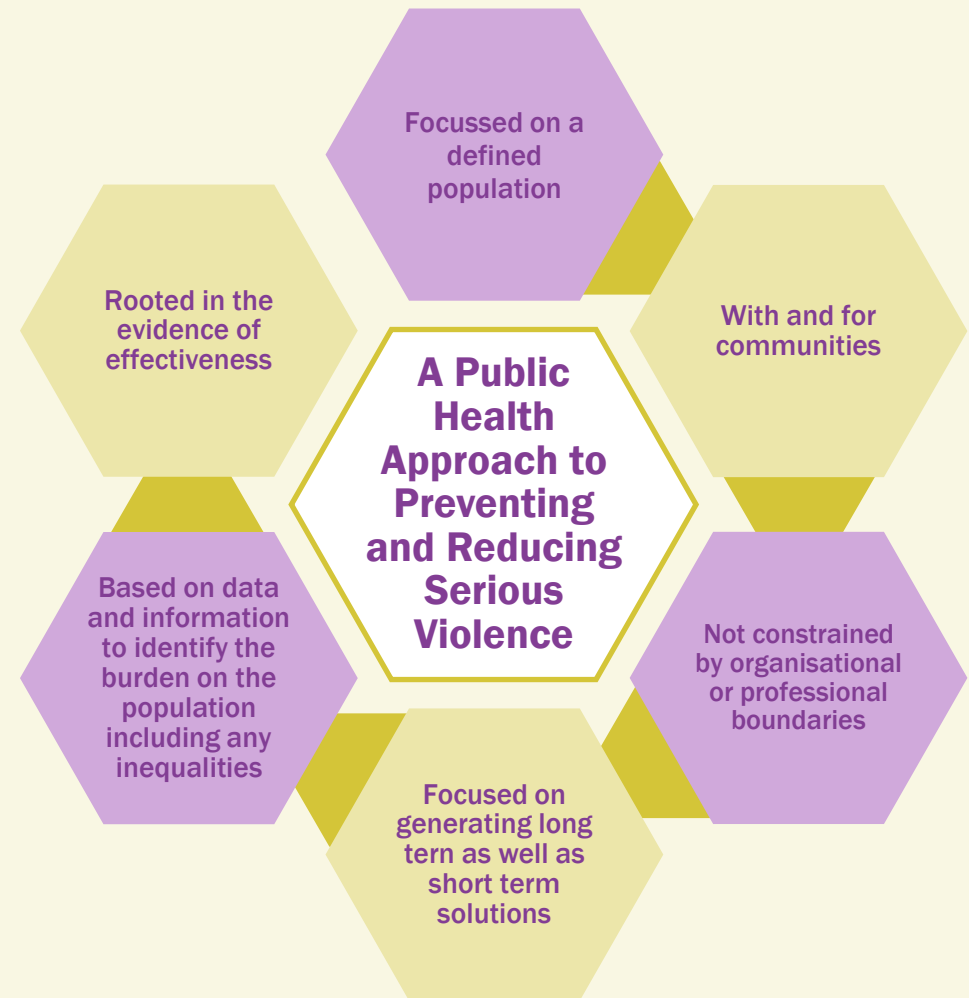 Focussed on a
defined
population
With and for
communities
Not constrained
by organisational
or professional
boundaries
Focused on
generating long
tern as well as
short term
solutions
Based on data
and information
to identify the
burden on the
population
including any
inequalities
Rooted in the
evidence of
effectiveness
A Public
Health
Approach to
Preventing
and Reducing
Serious
Violence